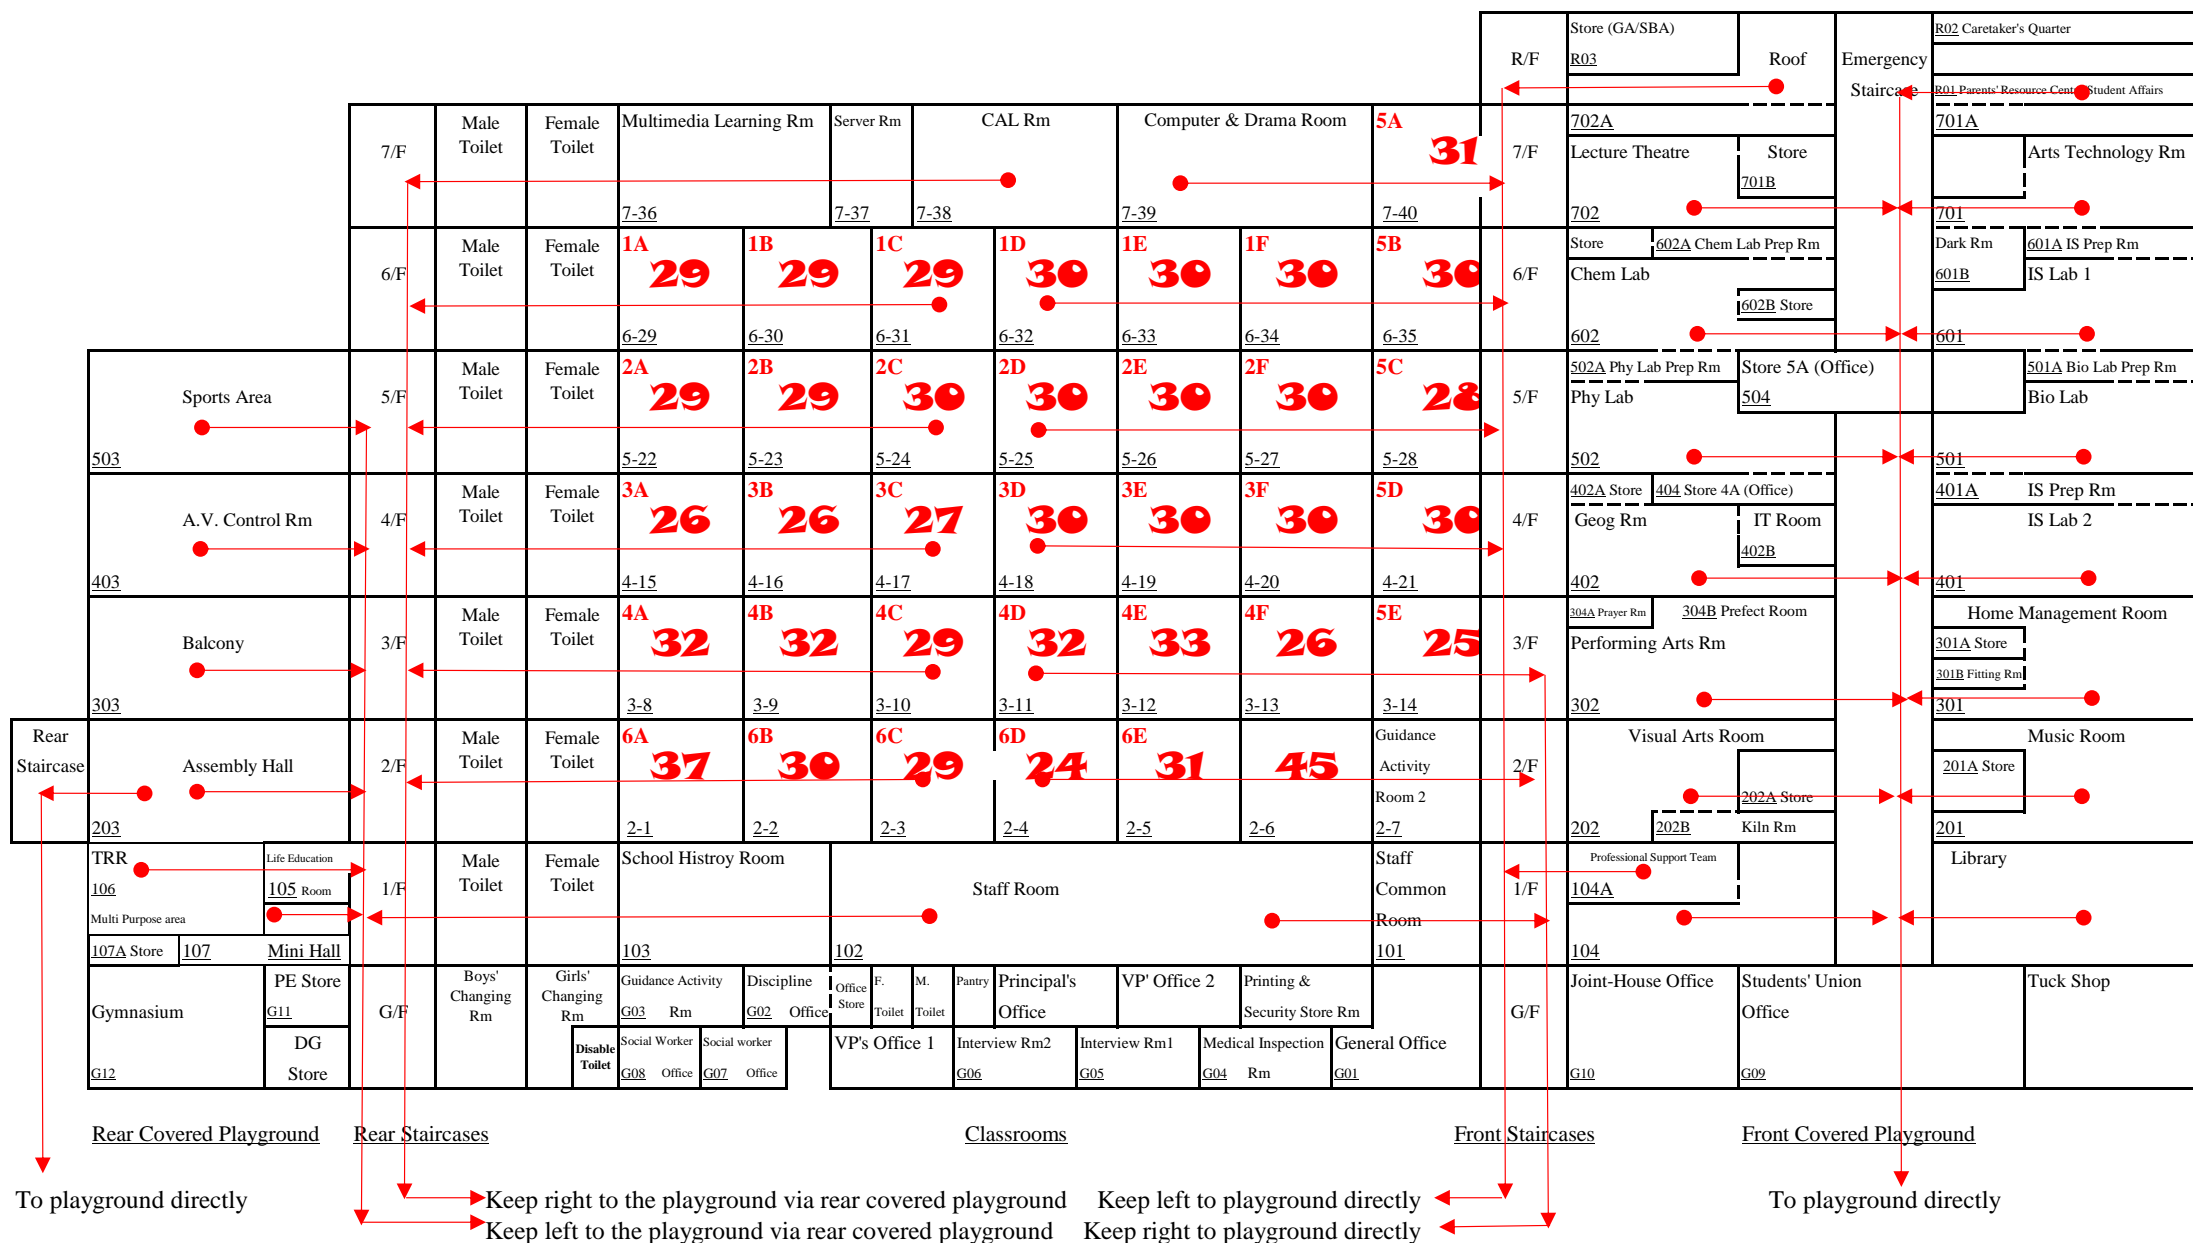 Store (GA/SBA)
R03
R/F
Roof
Emergency
Staircase
R02 Caretaker's Quarter
R01 Parents' Resource Cent Student Affairs
7/F
Male
Toilet
Female
Toilet
Multimedia Learning Rm
7-36
Server Rm
7-37
CAL Rm
7-38
Computer & Drama Room
7-39
5A
31
7-40
7/F
702A
Lecture Theatre
702
Store
701B
701A
Arts Technology Rm
701
6/F
Male
Toilet
Female
Toilet
1A
29
6-29
1B
29
6-30
1C
29
6-31
1D
30
6-32
1E
30
6-33
1F
30
6-34
5B
30
6-35
6/F
Store
602A Chem Lab Prep Rm
Chem Lab
602B Store
602
Dark Rm
601B
601A IS Prep Rm
IS Lab 1
601
Sports Area
503
5/F
Male
Toilet
Female
Toilet
2A
29
5-22
2B
29
5-23
2C
30
5-24
2D
30
5-25
2E
30
5-26
2F
30
5-27
5C
28
5-28
5/F
502A Phy Lab Prep Rm
Phy Lab
502
Store 5A (Office)
504
501A Bio Lab Prep Rm
Bio Lab
501
A.V. Control Rm
403
4/F
Male
Toilet
Female
Toilet
3A
26
4-15
3B
26
4-16
3C
27
4-17
3D
30
4-18
3E
30
4-19
3F
30
4-20
5D
30
4-21
4/F
402A Store
404 Store 4A (Office)
Geog Rm
IT Room
402B
402
401A IS Prep Rm
IS Lab 2
401
Balcony
303
3/F
Male
Toilet
Female
Toilet
4A
32
3-8
4B
32
3-9
4C
29
3-10
4D
32
3-11
4E
33
3-12
4F
26
3-13
5E
25
3-14
3/F
304A Prayer Rm
304B Prefect Room
Performing Arts Rm
302
Home Management Room
301A Store
301B Fitting Rm
301
Rear
Staircase
Assembly Hall
203
2/F
Male
Toilet
Female
Toilet
6A
37
2-1
6B
30
2-2
6C
29
2-3
6D
24
2-4
6E
31
2-5
45
2-6
Guidance
Activity
Room 2
2-7
2/F
Visual Arts Room
202A Store
202
202B Kiln Rm
Music Room
201A Store
201
TRR
106
Life Education
105 Room
Multi Purpose area
107A Store
107 Mini Hall
1/F
Male
Toilet
Female
Toilet
School Histroy Room
103
Staff Room
102
Staff
Common
Room
101
1/F
Professional Support Team
104A
104
Library
Gymnasium
G12
PE Store
G11
DG
Store
G/F
Boys'
Changing
Rm
Girls'
Changing
Rm
Disable
Toilet
Guidance Activity
G03 Rm
Discipline
G02 Office
Office
Store
F.
Toilet
M.
Toilet
Pantry
Principal's
Office
VP' Office 2
Printing &
Security Store Rm
Social Worker
G08 Office
Social worker
G07 Office
VP's Office 1
Interview Rm2
G06
Interview Rm1
G05
Medical Inspection
G04 Rm
General Office
G01
G/F
Joint-House Office
G10
Students' Union
Office
G09
Tuck Shop
Rear Covered Playground
Rear Staircases
Classrooms
Front Staircases
Front Covered Playground
To playground directly
Keep right to the playground via rear covered playground
Keep left to playground directly
To playground directly
Keep left to the playground via rear covered playground
Keep right to playground directly